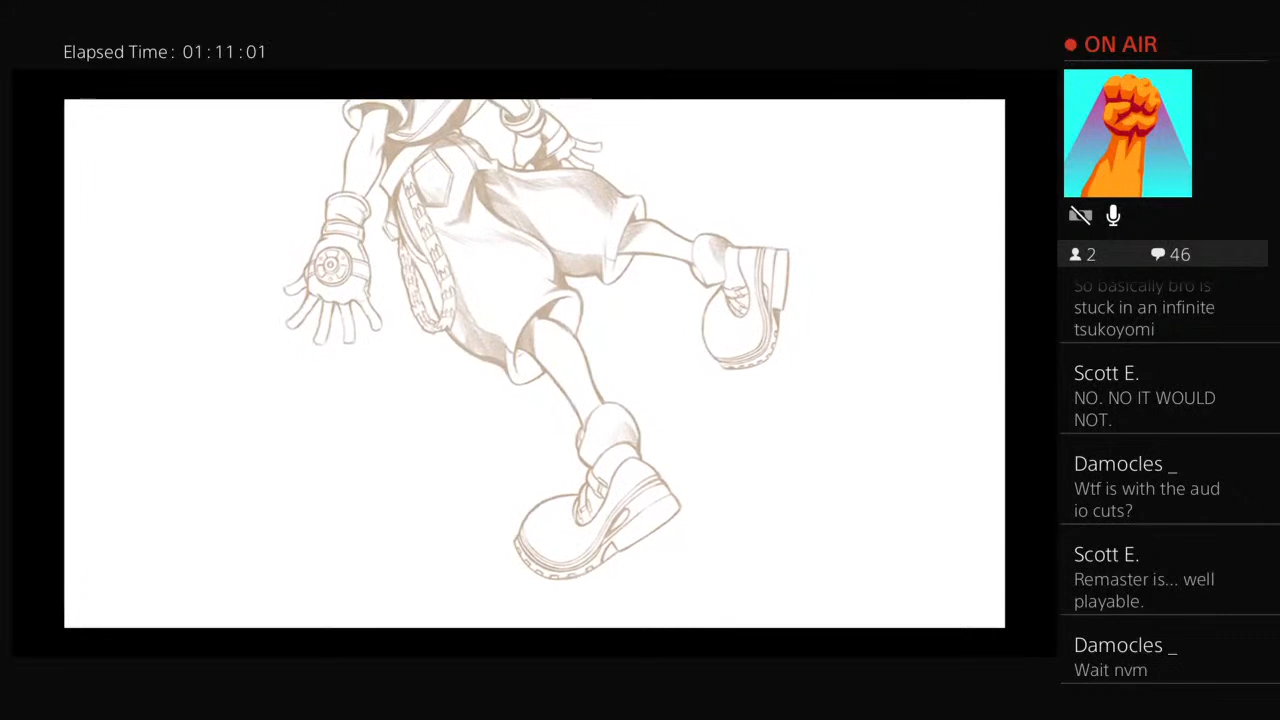 Elapsed Time: 01:11:01
ON AIR
2
46
So basically bro is
stuck in an infinite
tsukoyomi
Scott E.
NO. NO IT WOULD
NOT.
Damocles _
Wtf is with the aud
io cuts?
Scott E.
Remaster is... well
playable.
Damocles _
Wait nvm